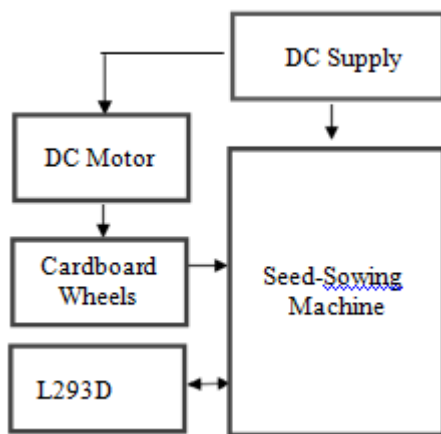 DC Supply
DC Motor
Cardboard
Wheels
Seed-Sowing
Machine
L293D